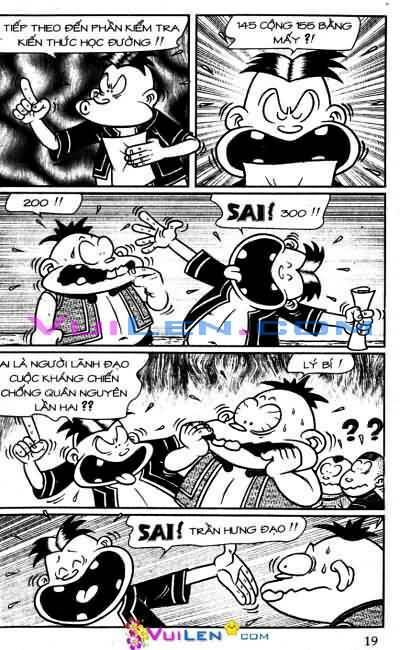 TIẾP THEO ĐẾN PHẦN KIỂM TRA
KIẾN THỨC HỌC ĐƯỜNG !!
145 CỘNG 155 BẰNG
MẤY ?!
200 !!
SAI! 300 !!
VUILEN.COM
AI LÀ NGƯỜI LÃNH ĐẠO
CUỘC KHÁNG CHIẾN
CHỐNG QUÂN NGUYÊN
LẦN HAI ??
LÝ BÍ !
? ?
SAI! TRẦN HƯNG ĐẠO !!
VUILEN.COM
19